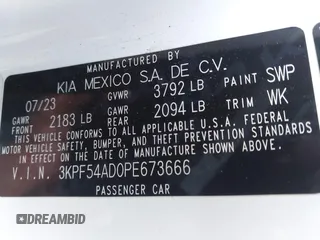 MANUFACTURED BY
KIA MEXICO S.A. DE C.V.
07/23 GVWR 3792 LB PAINT SWP
GAWR FRONT 2183 LB GAWR REAR 2094 LB TRIM WK
THIS VEHICLE CONFORMS TO ALL APPLICABLE U.S.A. FEDERAL
MOTOR VEHICLE SAFETY, BUMPER, AND THEFT PREVENTION STANDARDS
IN EFFECT ON THE DATE OF MANUFACTURE SHOWN ABOVE.
V.I.N. 3KPF54AD0PE673666
PASSENGER CAR
DREAMBID
dreambid.com